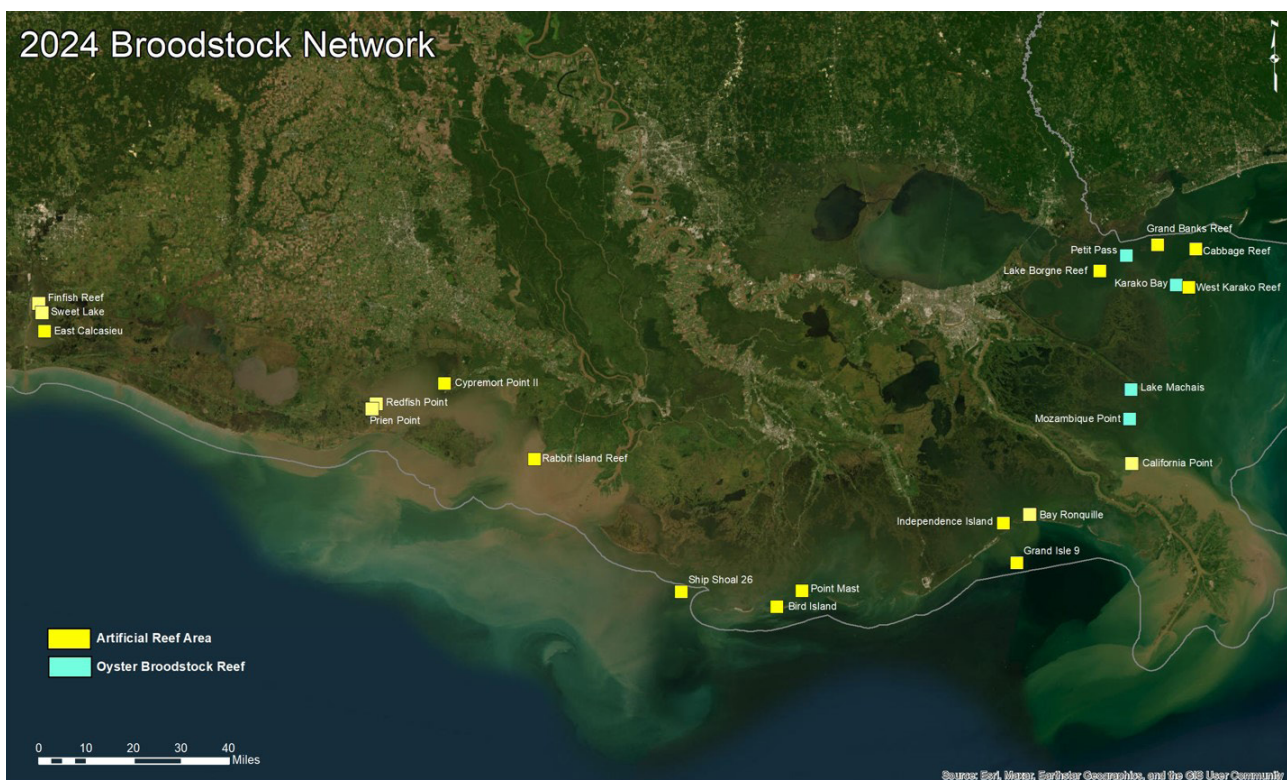 2024 Broodstock Network
N
Grand Banks Reef
Petit Pass
Cabbage Reef
Lake Borgne Reef
Karako Bay
West Karako Reef
Finfish Reef
Sweet Lake
East Calcasieu
Cypremort Point II
Lake Machais
Redfish Point
Prien Point
Mozambique Point
Rabbit Island Reef
California Point
Bay Ronquille
Independence Island
Grand Isle 9
Ship Shoal 26
Point Mast
Bird Island
Artificial Reef Area
Oyster Broodstock Reef
0 10 20 30 40
Miles
Source: Esri, Maxar, Earthstar Geographics, and the GIS User Community